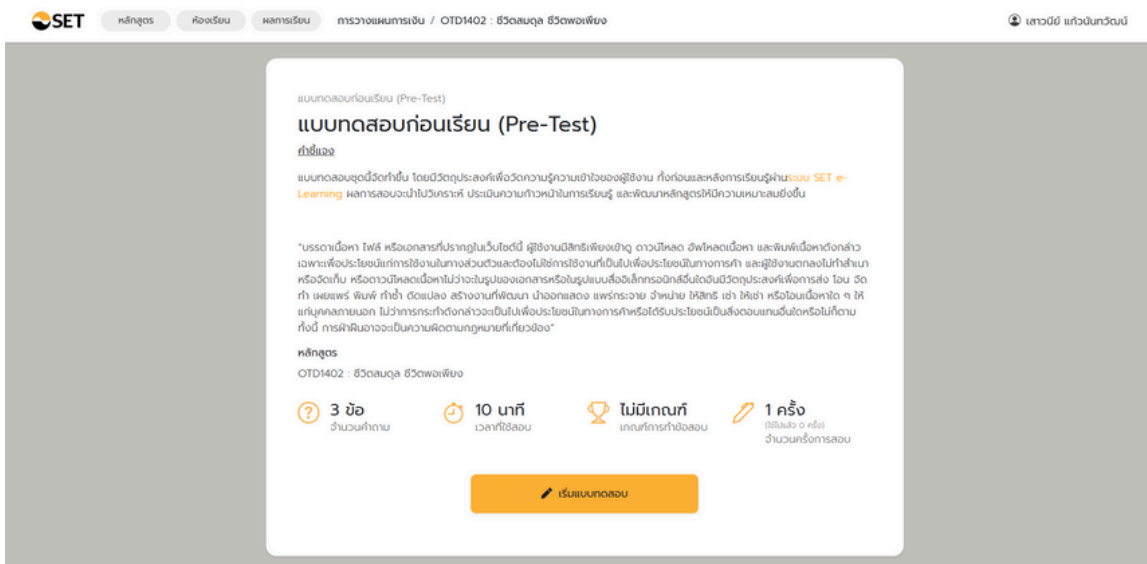 SET หลักสูตร ห้องเรียน ผลการเรียน การวางแผนการเงิน / OTD1402 : ชีวิตสมดุล ชีวิตพอเพียง เสาวนีย์ แก้วนันทวัฒน์
แบบทดสอบก่อนเรียน (Pre-Test)
แบบทดสอบก่อนเรียน (Pre-Test)
คำชี้แจง
แบบทดสอบชุดนี้จัดทำขึ้น โดยมีวัตถุประสงค์เพื่อวัดความรู้ความเข้าใจของผู้ใช้งาน ทั้งก่อนและหลังการเรียนรู้ผ่านระบบ SET e-
Learning ผลการสอบจะนำไปวิเคราะห์ ประเมินความก้าวหน้าในการเรียนรู้ และพัฒนาหลักสูตรให้มีความเหมาะสมยิ่งขึ้น
"บรรดาเนื้อหา ไฟล์ หรือเอกสารที่ปรากฏในเว็บไซต์นี้ ผู้ใช้งานมีสิทธิเพียงเข้าดู ดาวน์โหลด อัพโหลดเนื้อหา และพิมพ์เนื้อหาดังกล่าว
เฉพาะเพื่อประโยชน์แก่การใช้งานในทางส่วนตัวและต้องไม่ใช่การใช้งานที่เป็นไปเพื่อประโยชน์ในทางการค้า และผู้ใช้งานตกลงไม่ทำสำเนา
หรือจัดเก็บ หรือดาวน์โหลดเนื้อหาไม่ว่าจะในรูปของเอกสารหรือในรูปแบบสื่ออิเล็กทรอนิกส์อื่นใดอันมีวัตถุประสงค์เพื่อการส่ง โอน จัด
ทำ เผยแพร่ พิมพ์ ทำซ้ำ ดัดแปลง สร้างงานที่พัฒนา นำออกแสดง แพร่กระจาย จำหน่าย ให้สิทธิ เช่า ให้เช่า หรือโอนเนื้อหาใด ๆ ให้
แก่บุคคลภายนอก ไม่ว่าการกระทำดังกล่าวจะเป็นไปเพื่อประโยชน์ในทางการค้าหรือได้รับประโยชน์เป็นสิ่งตอบแทนอื่นใดหรือไม่ก็ตาม
ทั้งนี้ การฝ่าฝืนอาจจะเป็นความผิดตามกฎหมายที่เกี่ยวข้อง"
หลักสูตร
OTD1402 : ชีวิตสมดุล ชีวิตพอเพียง
3 ข้อ 10 นาที ไม่มีเกณฑ์ 1 ครั้ง
(ใช้ไปแล้ว 0 ครั้ง)
จำนวนคำถาม เวลาที่ใช้สอบ เกณฑ์การทำข้อสอบ จำนวนครั้งการสอบ
เริ่มแบบทดสอบ